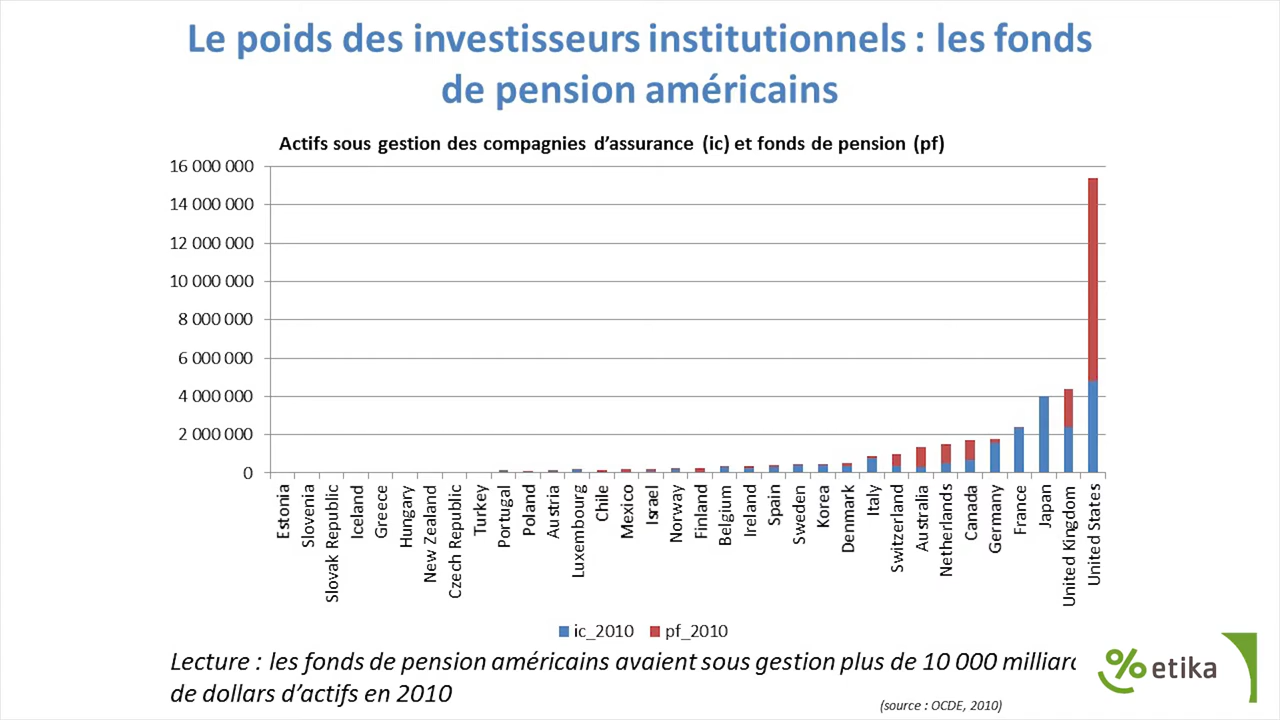 Le poids des investisseurs institutionnels : les fonds
de pension américains
Actifs sous gestion des compagnies d’assurance (ic) et fonds de pension (pf)
16 000 000
14 000 000
12 000 000
10 000 000
8 000 000
6 000 000
4 000 000
2 000 000
0
Estonia
Slovenia
Slovak Republic
Iceland
Greece
Hungary
New Zealand
Czech Republic
Turkey
Portugal
Poland
Austria
Luxembourg
Chile
Mexico
Israel
Norway
Finland
Belgium
Ireland
Spain
Sweden
Korea
Denmark
Italy
Switzerland
Australia
Netherlands
Canada
Germany
France
Japan
United Kingdom
United States
ic_2010 pf_2010
Lecture : les fonds de pension américains avaient sous gestion plus de 10 000
de dollars d’actifs en 2010
(source : OCDE, 2010)
% etika